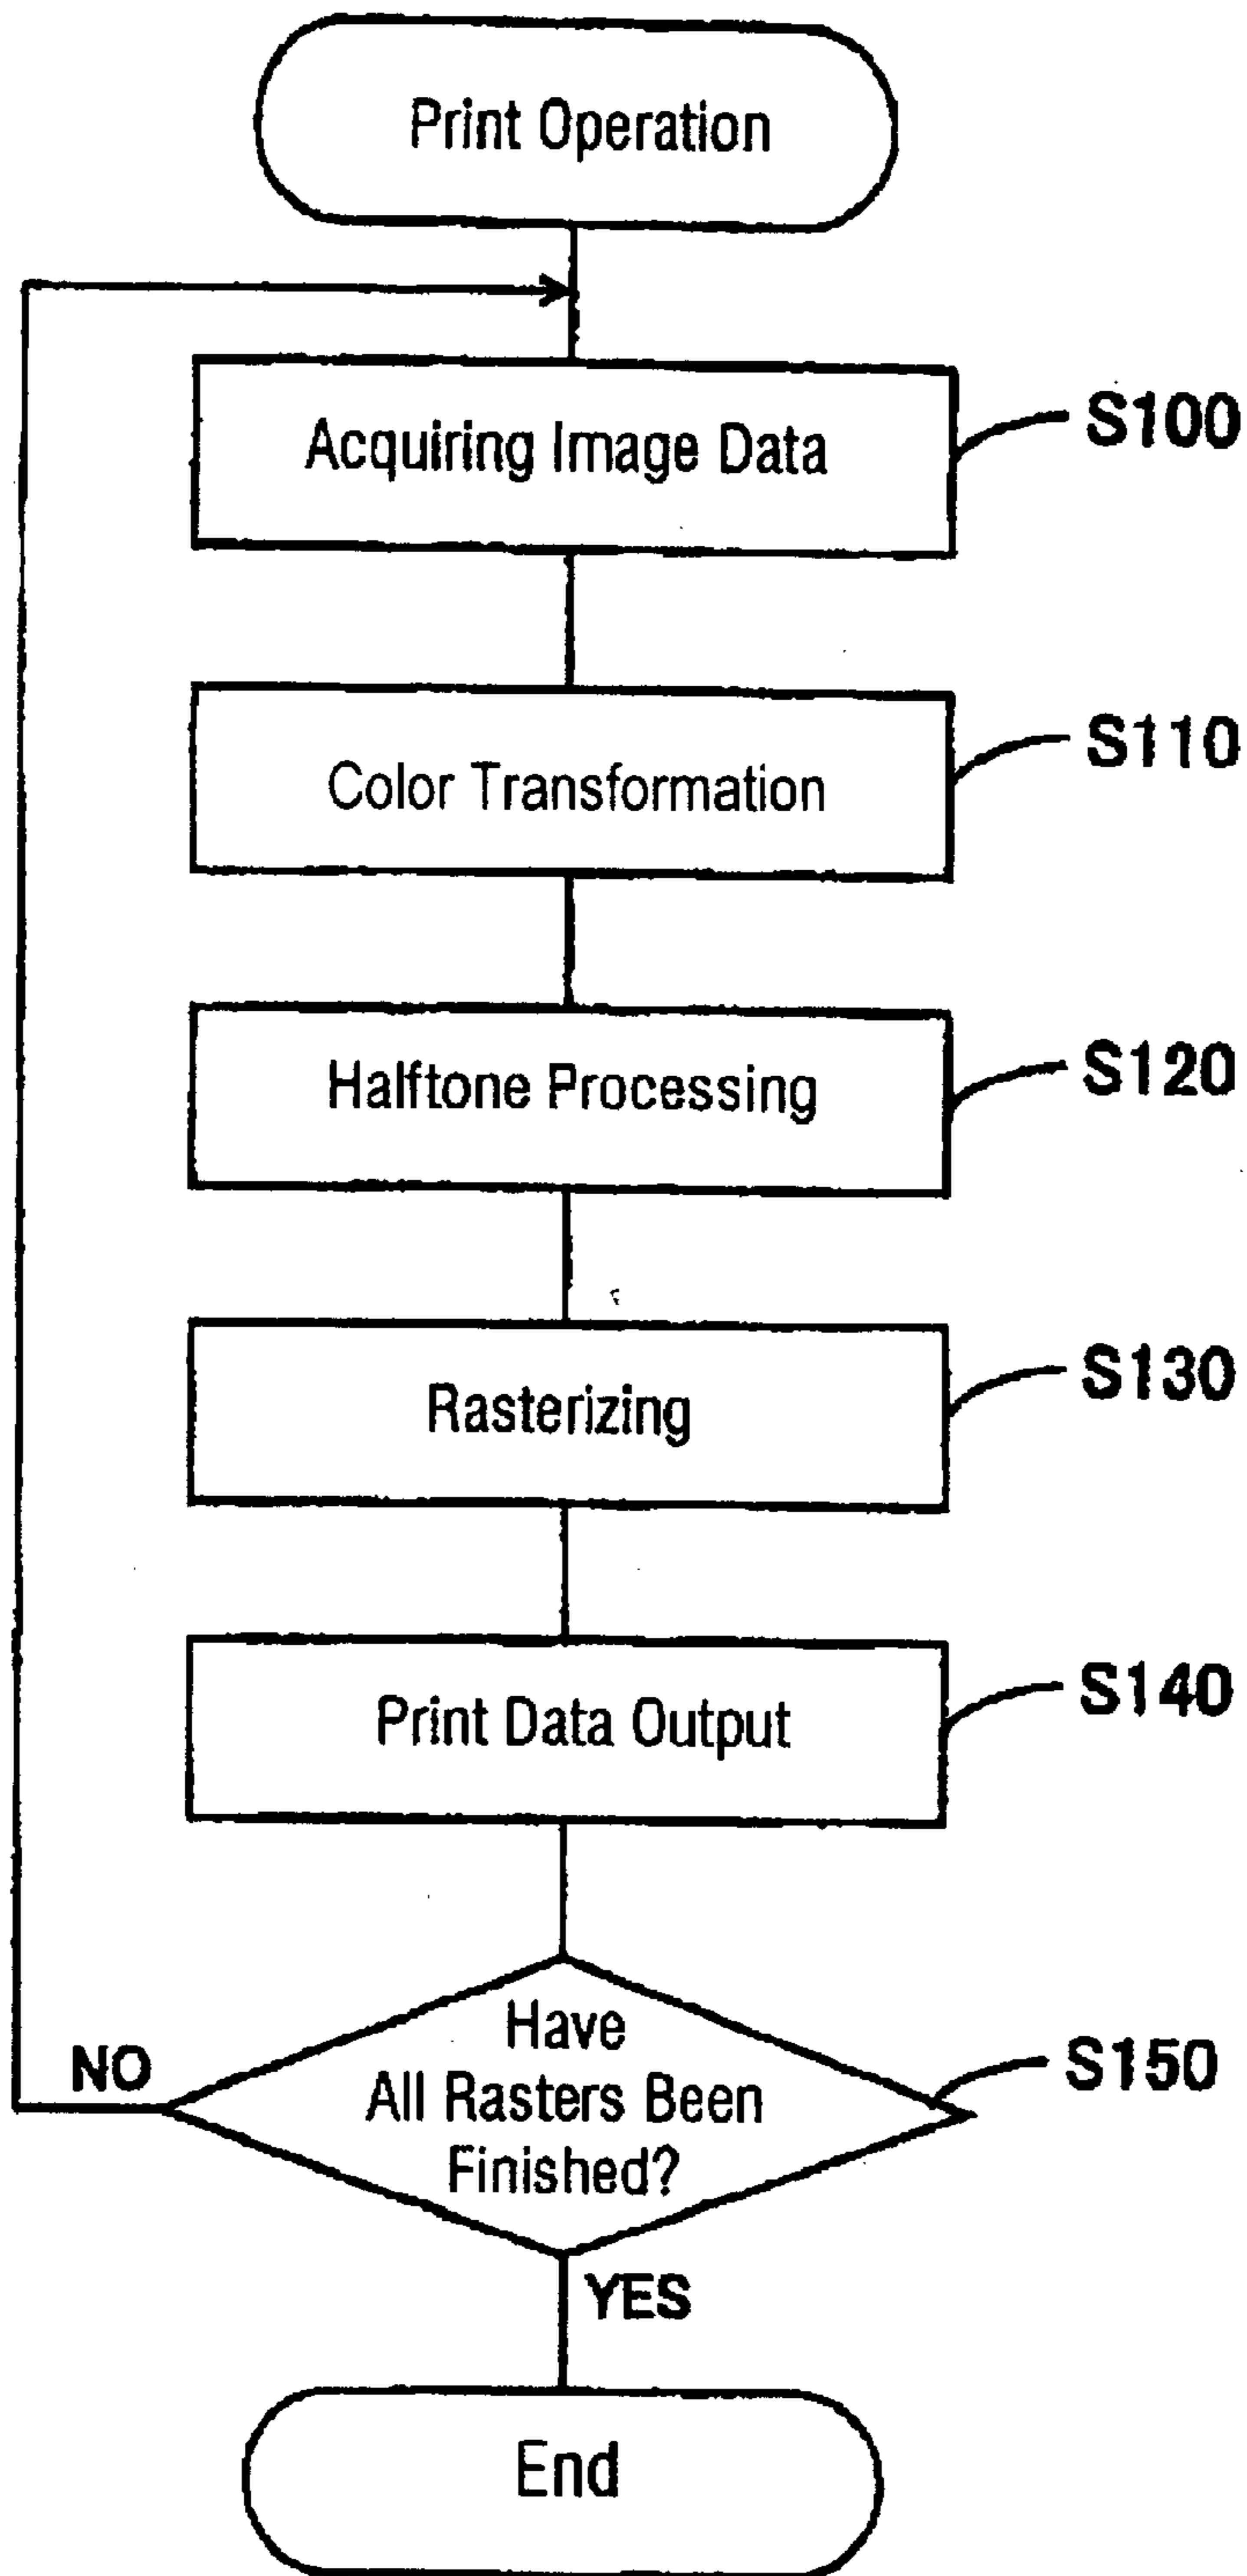 Print Operation
Acquiring Image Data
S100
Color Transformation
S110
Halftone Processing
S120
Rasterizing
S130
Print Data Output
S140
Have
All Rasters Been
Finished?
S150
NO
YES
End